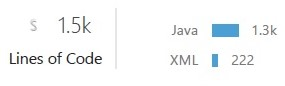 S 1.5k
Lines of Code
Java 1.3k
XML 222